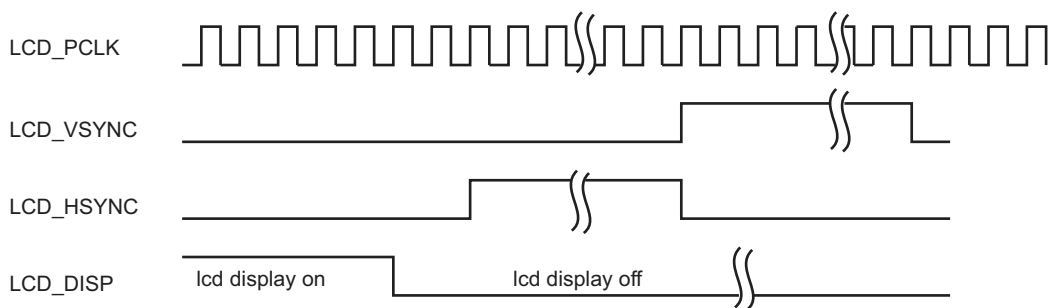 LCD_PCLK
LCD_VSYNC
LCD_HSYNC
LCD_DISP lcd display on lcd display off